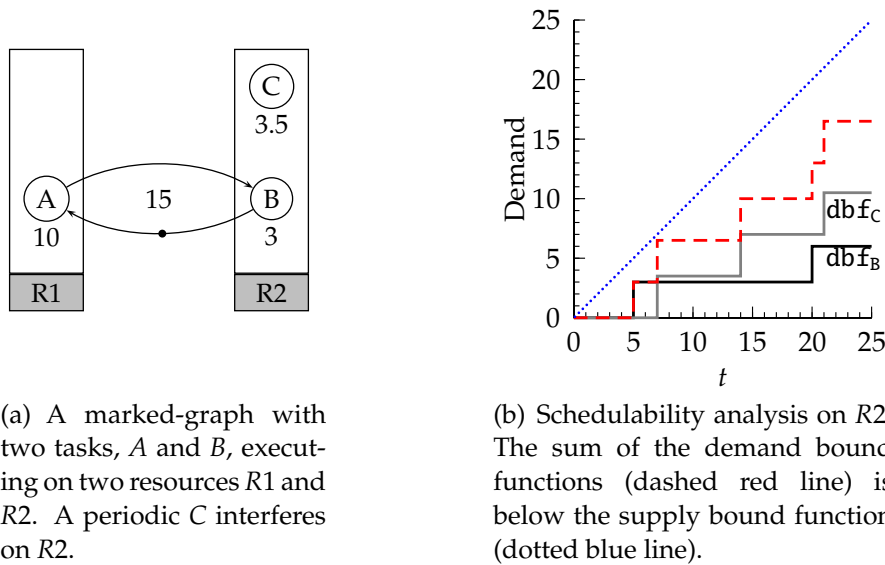 C
3.5
A
15
B
10
3
R1
R2
25
20
15
10
5
0
Demand
dbfC
dbfB
0
5
10
15
20
25
t
(a) A marked-graph with
two tasks, A and B, execut-
ing on two resources R1 and
R2. A periodic C interferes
on R2.
(b) Schedulability analysis on R2
The sum of the demand bound
functions (dashed red line) is
below the supply bound function
(dotted blue line).